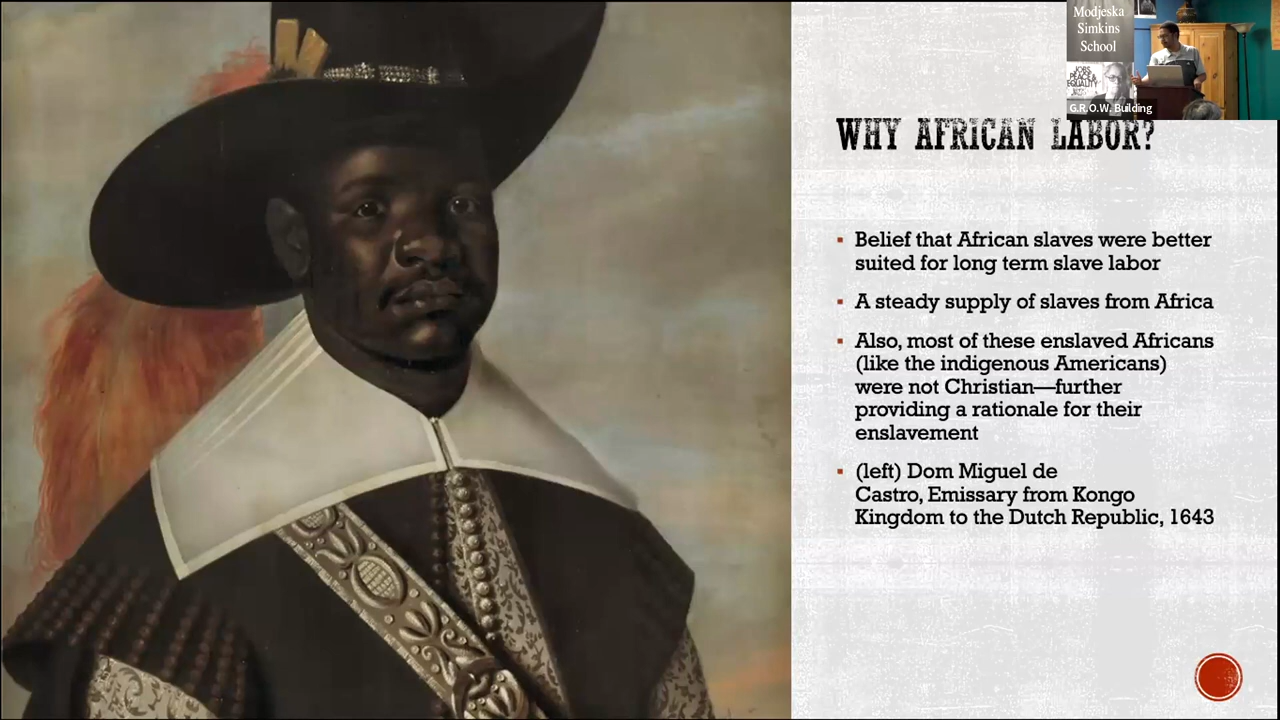 Modjeska
Simkins
School
JOBS
PEACE &
EQUALITY
G.R.O.W. Building
WHY AFRICAN LABOR?
▪ Belief that African slaves were better
suited for long term slave labor
▪ A steady supply of slaves from Africa
▪ Also, most of these enslaved Africans
(like the indigenous Americans)
were not Christian—further
providing a rationale for their
enslavement
▪ (left) Dom Miguel de
Castro, Emissary from Kongo
Kingdom to the Dutch Republic, 1643